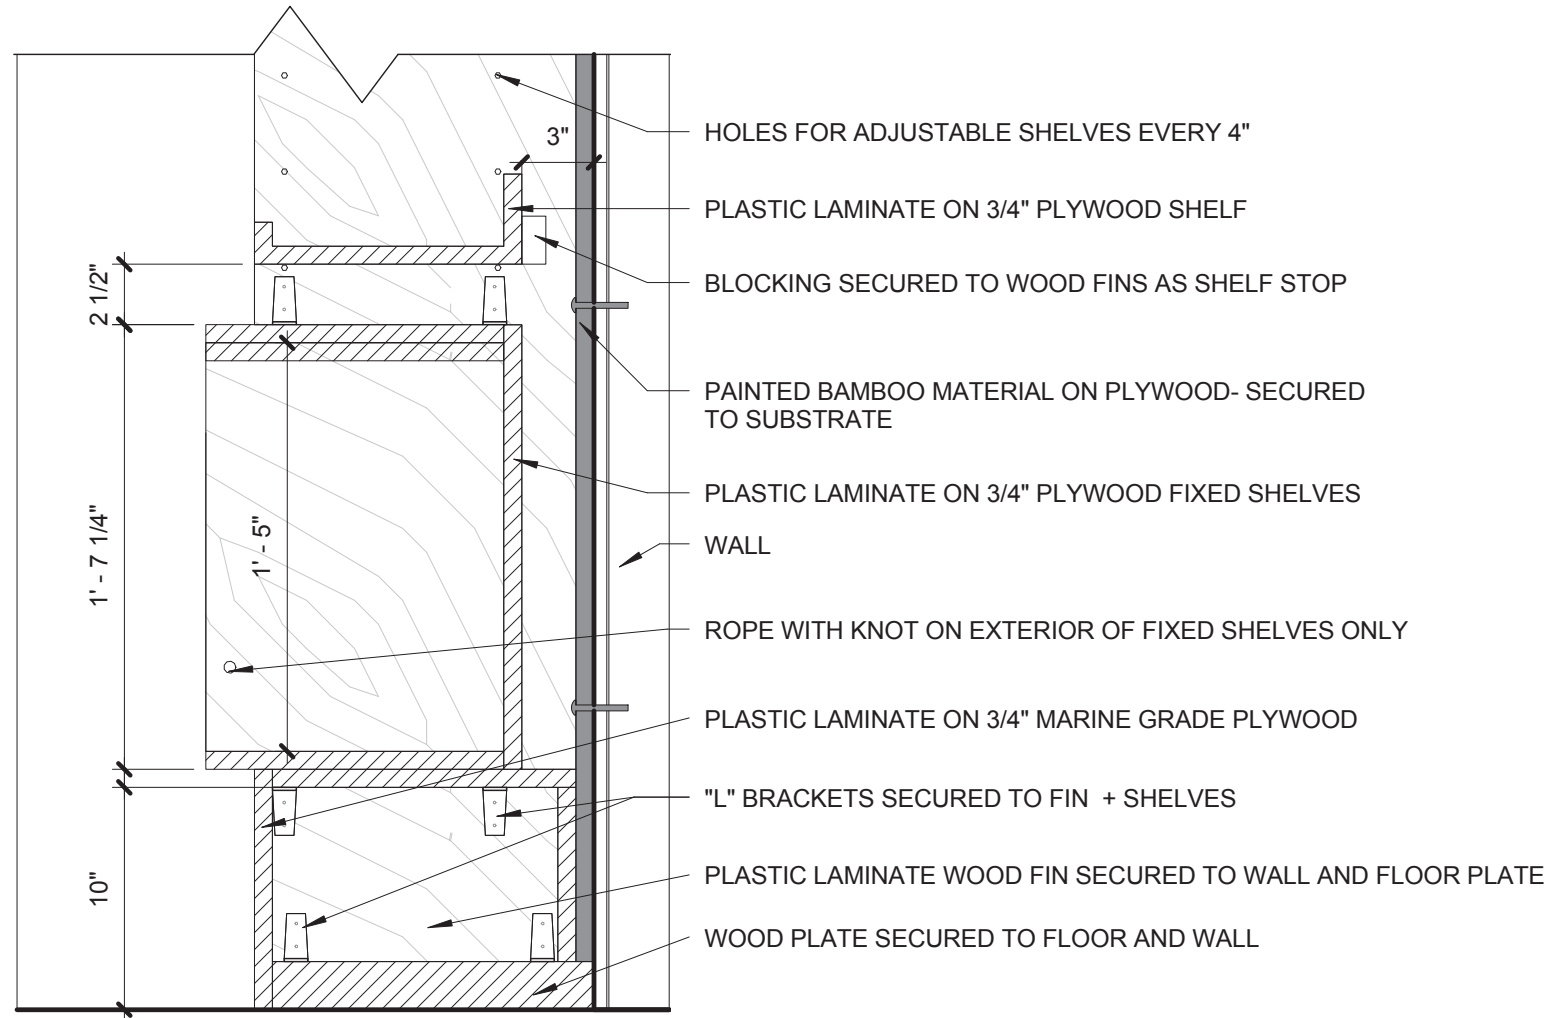 HOLES FOR ADJUSTABLE SHELVES EVERY 4"
3"
PLASTIC LAMINATE ON 3/4" PLYWOOD SHELF
BLOCKING SECURED TO WOOD FINS AS SHELF STOP
2 1/2"
PAINTED BAMBOO MATERIAL ON PLYWOOD- SECURED
TO SUBSTRATE
PLASTIC LAMINATE ON 3/4" PLYWOOD FIXED SHELVES
WALL
1' - 7 1/4"
1' - 5"
ROPE WITH KNOT ON EXTERIOR OF FIXED SHELVES ONLY
PLASTIC LAMINATE ON 3/4" MARINE GRADE PLYWOOD
"L" BRACKETS SECURED TO FIN + SHELVES
10"
PLASTIC LAMINATE WOOD FIN SECURED TO WALL AND FLOOR PLATE
WOOD PLATE SECURED TO FLOOR AND WALL